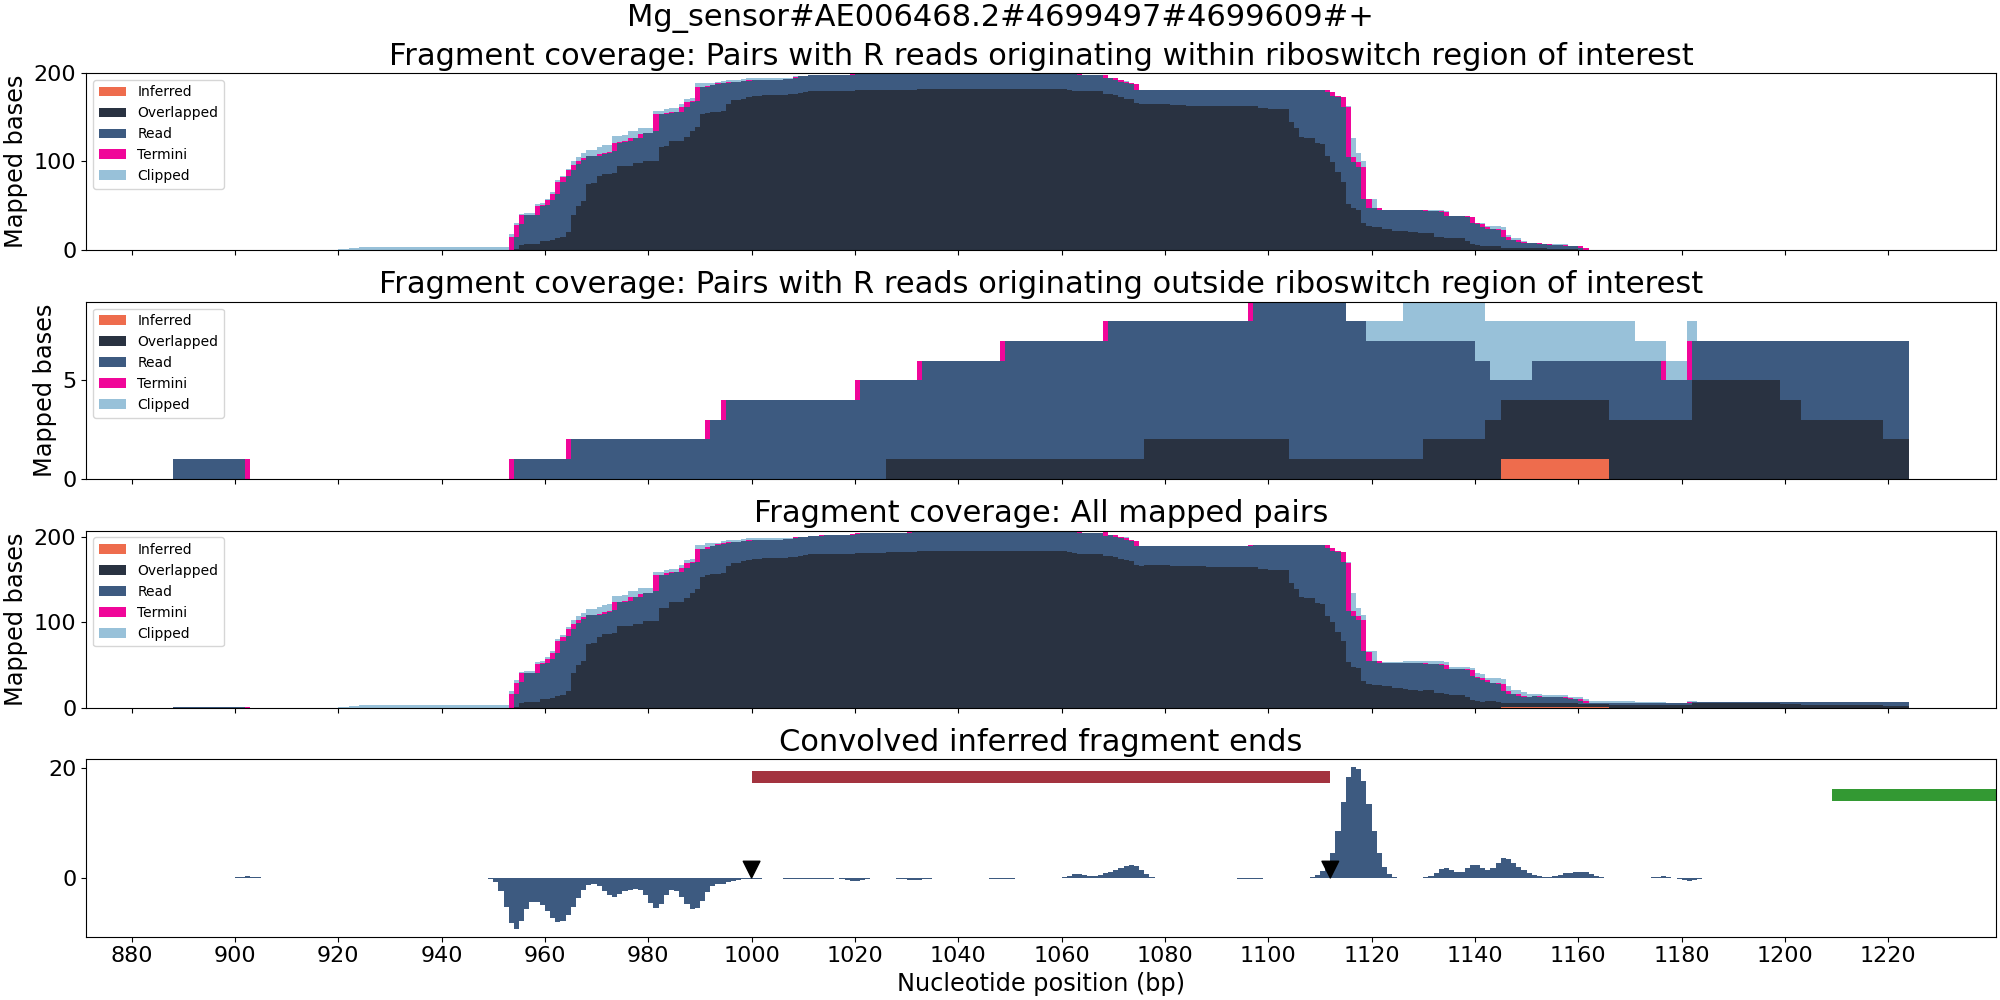 Mg_sensor#AE006468.2#4699497#4699609#+
Fragment coverage: Pairs with R reads originating within riboswitch region of interest
Mapped bases
200
100
0
Inferred
Overlapped
Read
Termini
Clipped
Fragment coverage: Pairs with R reads originating outside riboswitch region of interest
Mapped bases
5
0
Inferred
Overlapped
Read
Termini
Clipped
Fragment coverage: All mapped pairs
Mapped bases
200
100
0
Inferred
Overlapped
Read
Termini
Clipped
Convolved inferred fragment ends
20
0
880 900 920 940 960 980 1000 1020 1040 1060 1080 1100 1120 1140 1160 1180 1200 1220
Nucleotide position (bp)